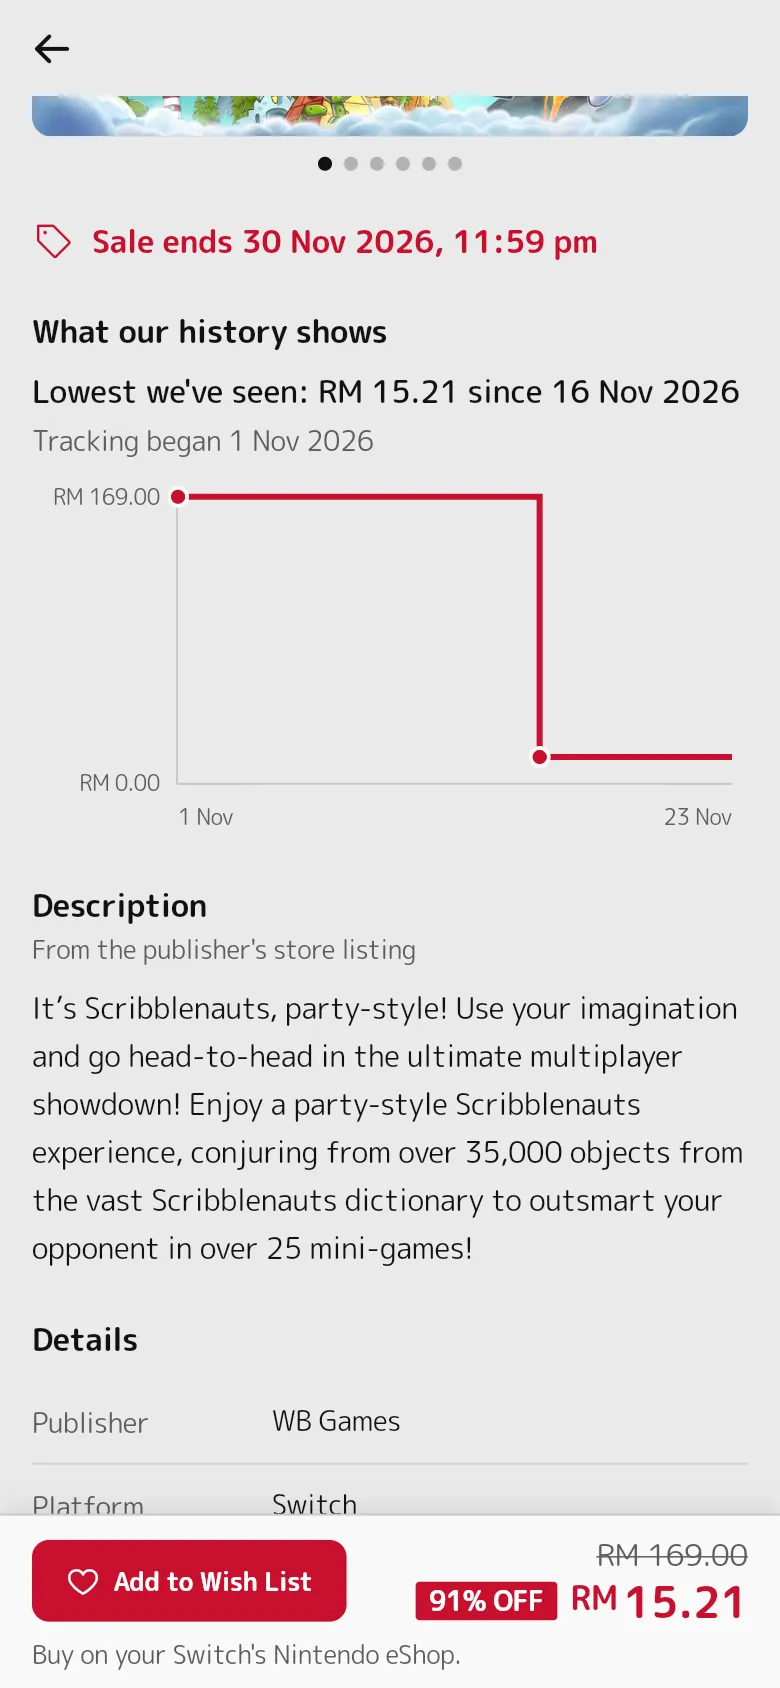 Sale ends 30 Nov 2026, 11:59 pm
What our history shows
Lowest we've seen: RM 15.21 since 16 Nov 2026
Tracking began 1 Nov 2026
RM 169.00
RM 0.00
1 Nov
23 Nov
Description
From the publisher's store listing
It’s Scribblenauts, party-style! Use your imagination
and go head-to-head in the ultimate multiplayer
showdown! Enjoy a party-style Scribblenauts
experience, conjuring from over 35,000 objects from
the vast Scribblenauts dictionary to outsmart your
opponent in over 25 mini-games!
Details
Publisher WB Games
Platform Switch
Add to Wish List
RM 169.00
91% OFF RM 15.21
Buy on your Switch's Nintendo eShop.